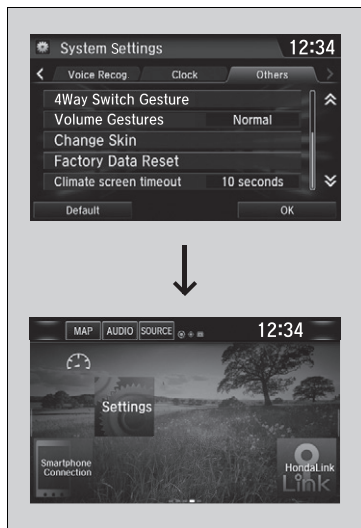 System Settings 12:34
Voice Recog. Clock Others
4Way Switch Gesture
Volume Gestures Normal
Change Skin
Factory Data Reset
Climate screen timeout 10 seconds
Default OK
MAP AUDIO SOURCE 12:34
Settings
Smartphone
Connection
HondaLink
Link